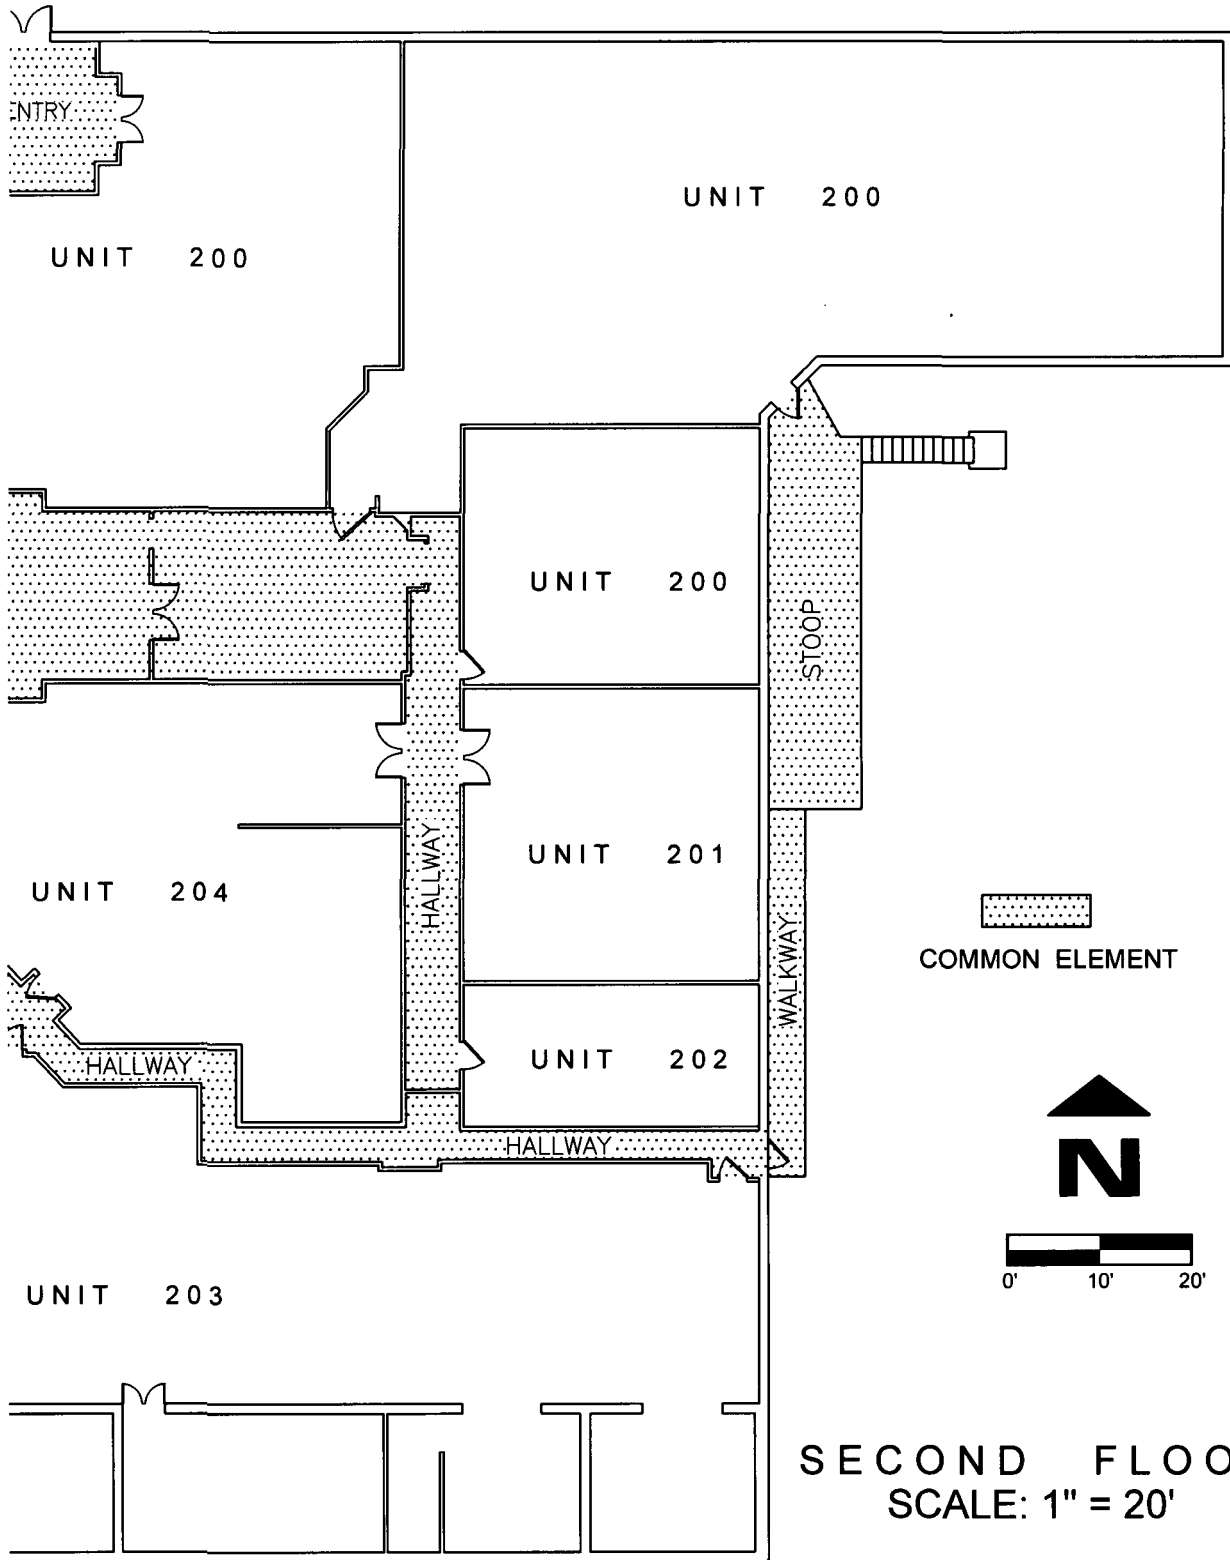 ENTRY
UNIT 200
UNIT 200
UNIT 200
STOOP
HALLWAY
UNIT 201
UNIT 204
WALKWAY
COMMON ELEMENT
HALLWAY
UNIT 202
HALLWAY
N
0' 10' 20'
UNIT 203
SECOND FLOO
SCALE: 1" = 20'